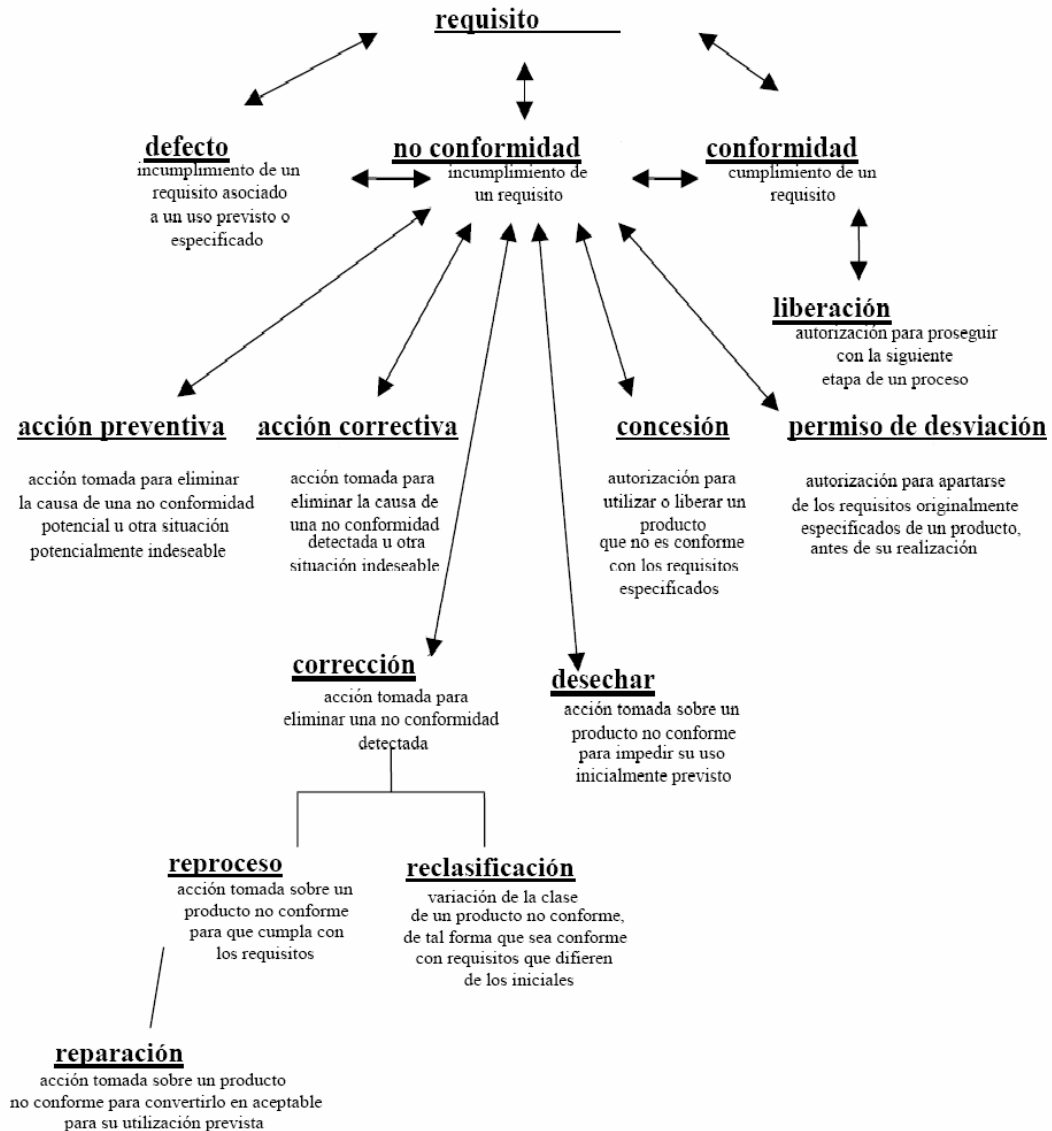 requisito
defecto
incumplimiento de un
requisito asociado
a un uso previsto o
especificado
no conformidad
incumplimiento de
un requisito
conformidad
cumplimiento de un
requisito
liberación
autorización para proseguir
con la siguiente
etapa de un proceso
acción preventiva
acción tomada para eliminar
la causa de una no conformidad
potencial u otra situación
potencialmente indeseable
acción correctiva
acción tomada para
eliminar la causa de
una no conformidad
detectada u otra
situación indeseable
concesión
autorización para
utilizar o liberar un
producto
que no es conforme
con los requisitos
especificados
permiso de desviación
autorización para apartarse
de los requisitos originalmente
especificados de un producto,
antes de su realización
corrección
acción tomada para
eliminar una no conformidad
detectada
desechar
acción tomada sobre un
producto no conforme
para impedir su uso
inicialmente previsto
reproceso
acción tomada sobre un
producto no conforme
para que cumpla con
los requisitos
reclasificación
variación de la clase
de un producto no conforme,
de tal forma que sea conforme
con requisitos que difieren
de los iniciales
reparación
acción tomada sobre un producto
no conforme para convertirlo en aceptable
para su utilización prevista